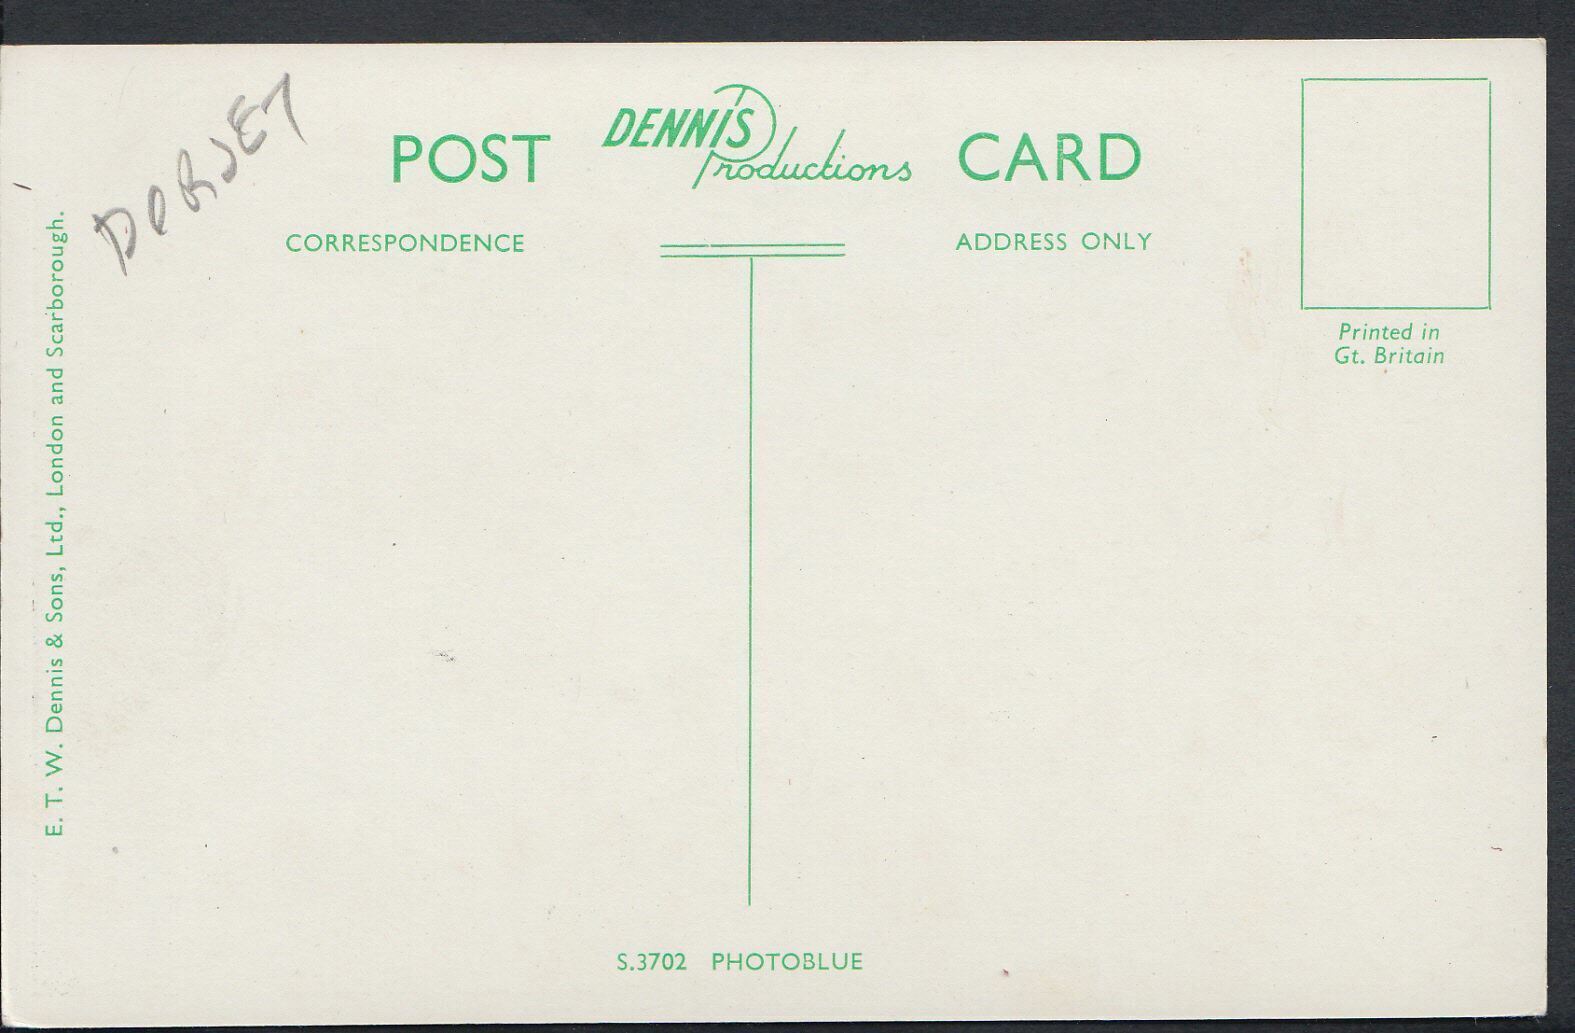 DORSET
POST DENNIS Productions CARD
CORRESPONDENCE
ADDRESS ONLY
Printed in
Gt. Britain
E. T. W. Dennis & Sons, Ltd., London and Scarborough.
S.3702 PHOTOBLUE